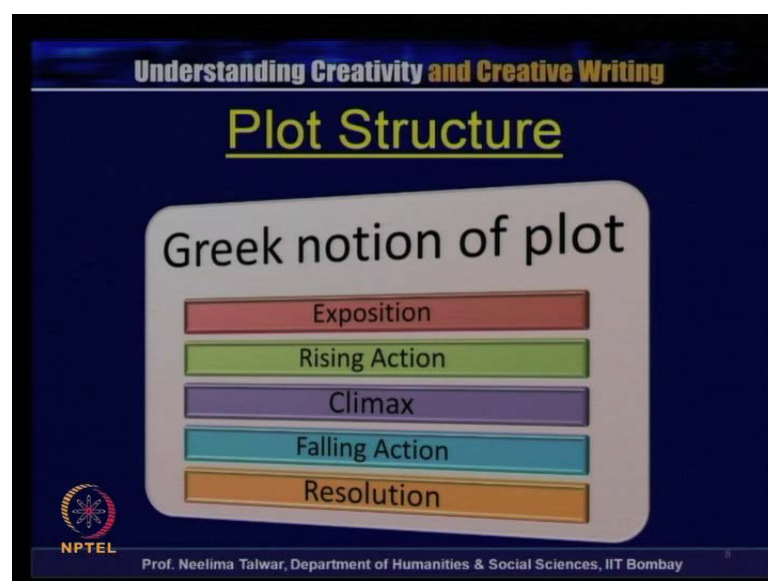 Understanding Creativity and Creative Writing
Plot Structure
Greek notion of plot
Exposition
Rising Action
Climax
Falling Action
Resolution
NPTEL
Prof. Neelima Talwar, Department of Humanities & Social Sciences, IIT Bombay
8